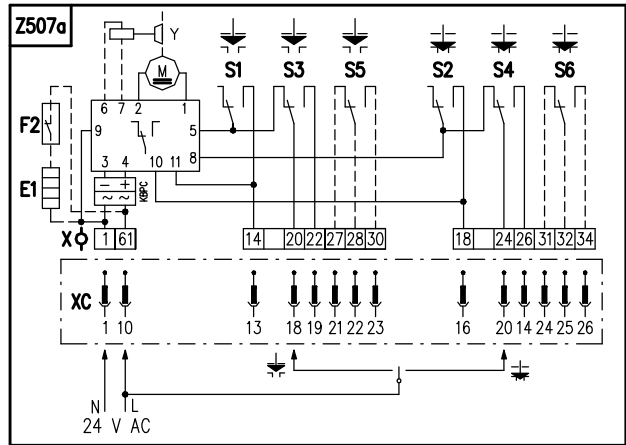 Z507a
Y
M
S1 S3 S5 S2 S4 S6
6 7 2 1
F2
9 5
8
3 4 10 11
E1
− +
~ ~
KBPC
X 1 61 14 20 22 27 28 30 18 24 26 31 32 34
XC
1 10 13 18 19 21 22 23 16 20 14 24 25 26
N L
24 V AC